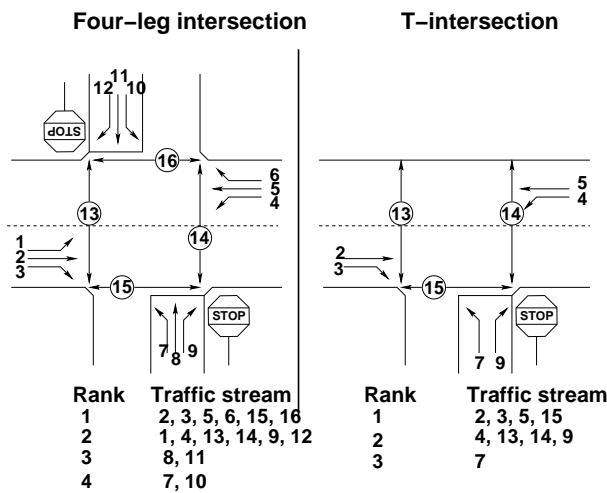 Four-leg intersection
T-intersection
11
12 10
STOP
16
6
5
4
13
14
1
2
3
15
STOP
7 8 9
5
4
13
14
2
3
15
STOP
7 9
Rank Traffic stream
1 2, 3, 5, 6, 15, 16
2 1, 4, 13, 14, 9, 12
3 8, 11
4 7, 10
Rank Traffic stream
1 2, 3, 5, 15
2 4, 13, 14, 9
3 7